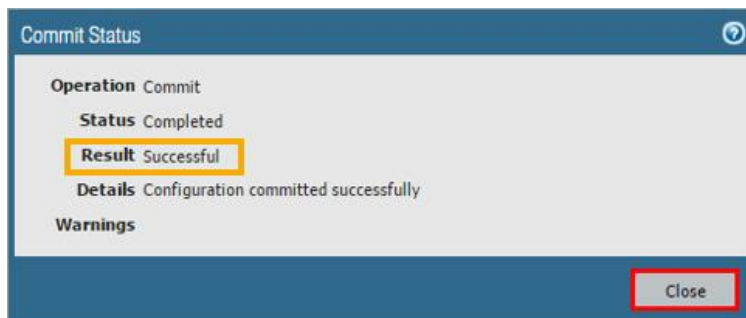 Commit Status
?
Operation Commit
Status Completed
Result Successful
Details Configuration committed successfully
Warnings
Close